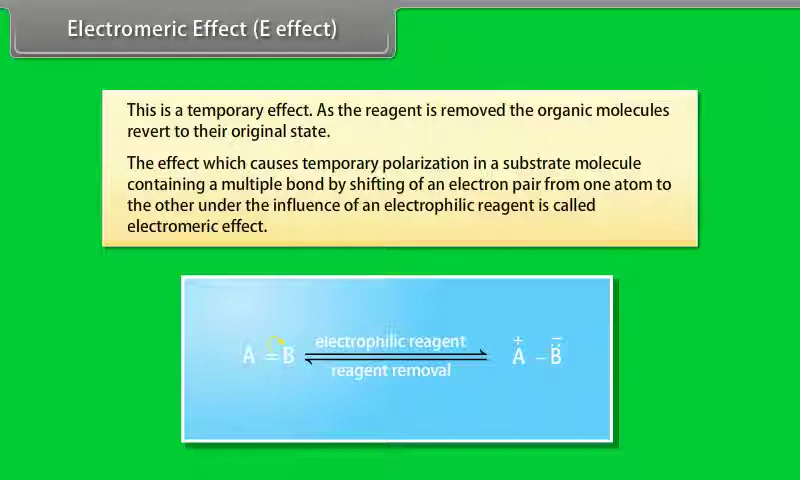 Electromeric Effect (E effect)
This is a temporary effect. As the reagent is removed the organic molecules
revert to their original state.
The effect which causes temporary polarization in a substrate molecule
containing a multiple bond by shifting of an electron pair from one atom to
the other under the influence of an electrophilic reagent is called
electromeric effect.
electrophilic reagent
A = B
+ −
A – B
reagent removal